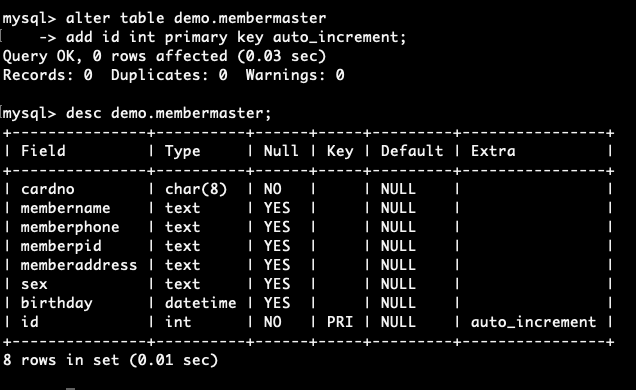 mysql> alter table demo.membermaster
    -> add id int primary key auto_increment;
Query OK, 0 rows affected (0.03 sec)
Records: 0  Duplicates: 0  Warnings: 0

mysql> desc demo.membermaster;
+---------------+----------+------+-----+---------+----------------+
| Field         | Type     | Null | Key | Default | Extra          |
+---------------+----------+------+-----+---------+----------------+
| cardno        | char(8)  | NO   |     | NULL    |                |
| membername    | text     | YES  |     | NULL    |                |
| memberphone   | text     | YES  |     | NULL    |                |
| memberpid     | text     | YES  |     | NULL    |                |
| memberaddress | text     | YES  |     | NULL    |                |
| sex           | text     | YES  |     | NULL    |                |
| birthday      | datetime | YES  |     | NULL    |                |
| id            | int      | NO   | PRI | NULL    | auto_increment |
+---------------+----------+------+-----+---------+----------------+
8 rows in set (0.01 sec)